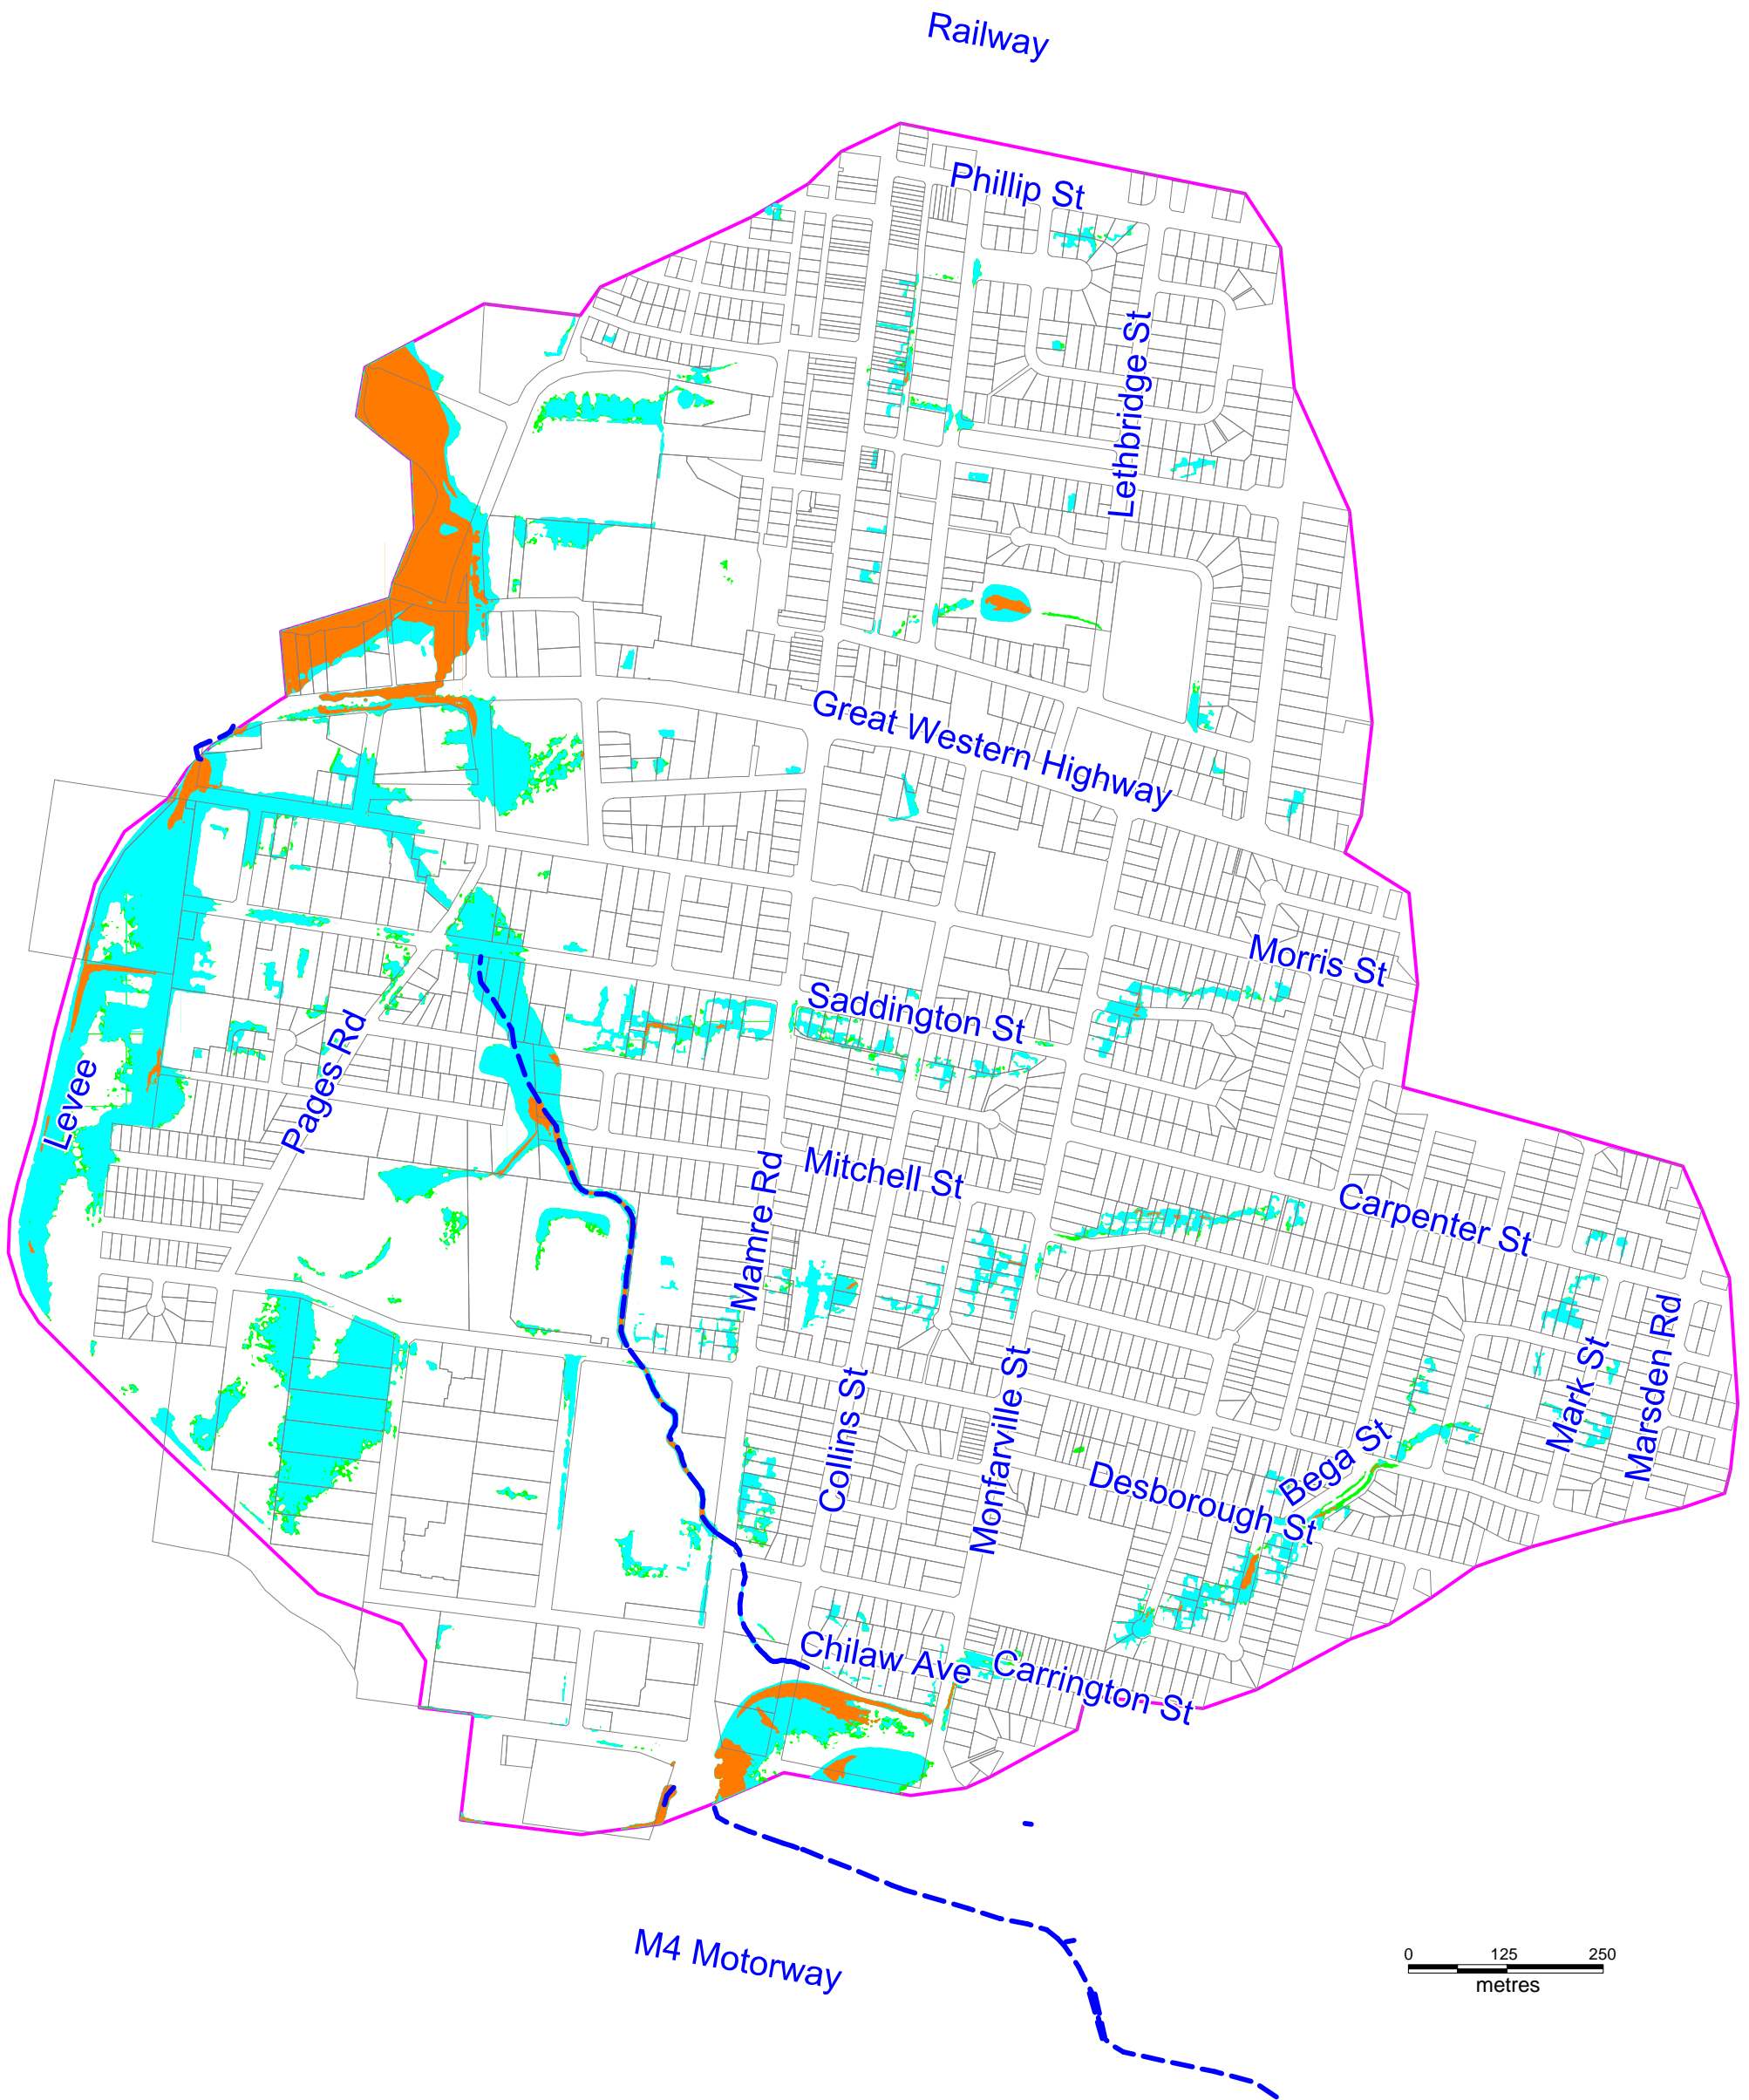 Railway
Phillip St
Lethbridge St
Great Western Highway
Morris St
Saddington St
Levee
Pages Rd
Mitchell St
Mamre Rd
Carpenter St
Marsden Rd
Mark St
Collins St
Monfarville St
Bega St
Desborough St
Chilaw Ave
Carrington St
M4 Motorway
0 125 250
metres